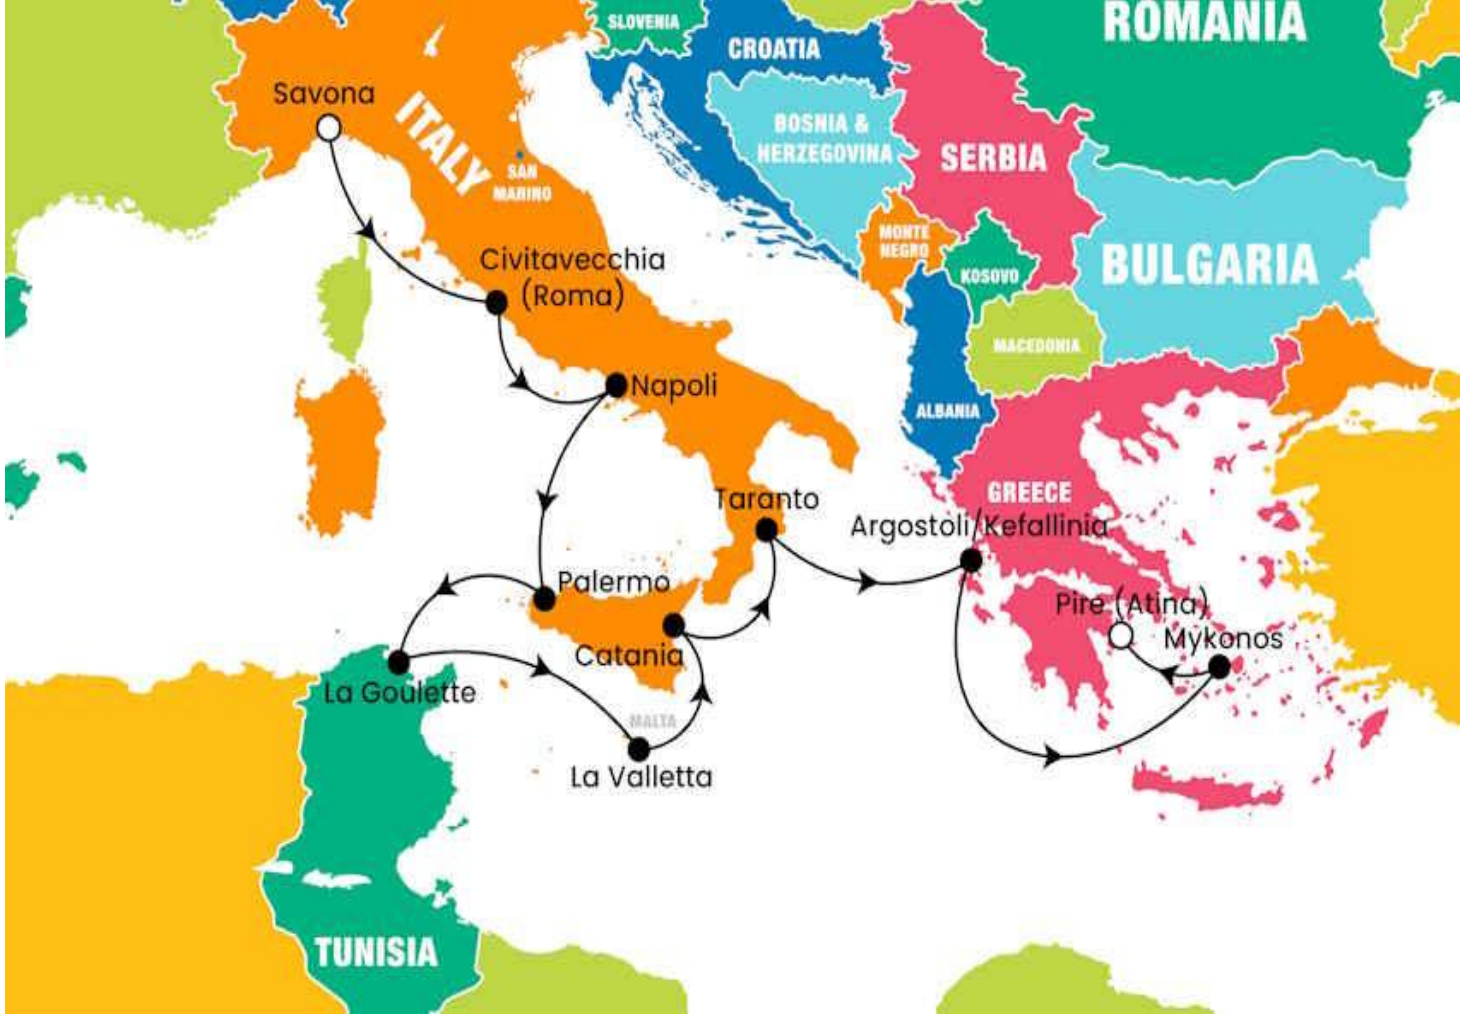 SLOVENIA
CROATIA
ROMANIA
Savona
ITALY
BOSNIA &
HERZEGOVINA
SERBIA
SAN
MARINO
MONTE
NEGRO
KOSOVO
BULGARIA
Civitavecchia
(Roma)
MACEDONIA
Napoli
ALBANIA
GREECE
Taranto
Argostoli/Kefallinia
Palermo
Pire (Atina)
Mykonos
Catania
La Goulette
MALTA
La Valletta
TUNISIA